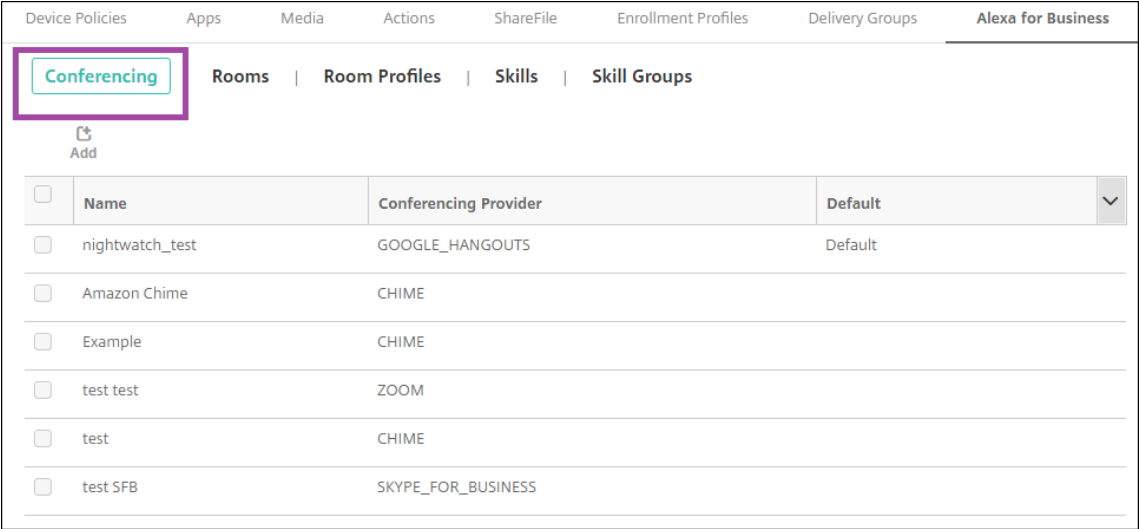 Device Policies Apps Media Actions ShareFile Enrollment Profiles Delivery Groups Alexa for Business
Conferencing Rooms | Room Profiles | Skills | Skill Groups
Add
Name Conferencing Provider Default
nightwatch_test GOOGLE_HANGOUTS Default
Amazon Chime CHIME
Example CHIME
test test ZOOM
test CHIME
test SFB SKYPE_FOR_BUSINESS